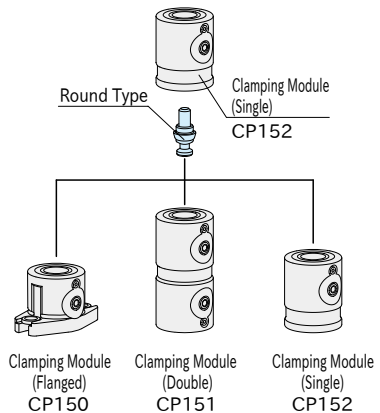 Clamping Module
(Single)
CP152
Round Type
Clamping Module
(Flanged)
CP150
Clamping Module
(Double)
CP151
Clamping Module
(Single)
CP152